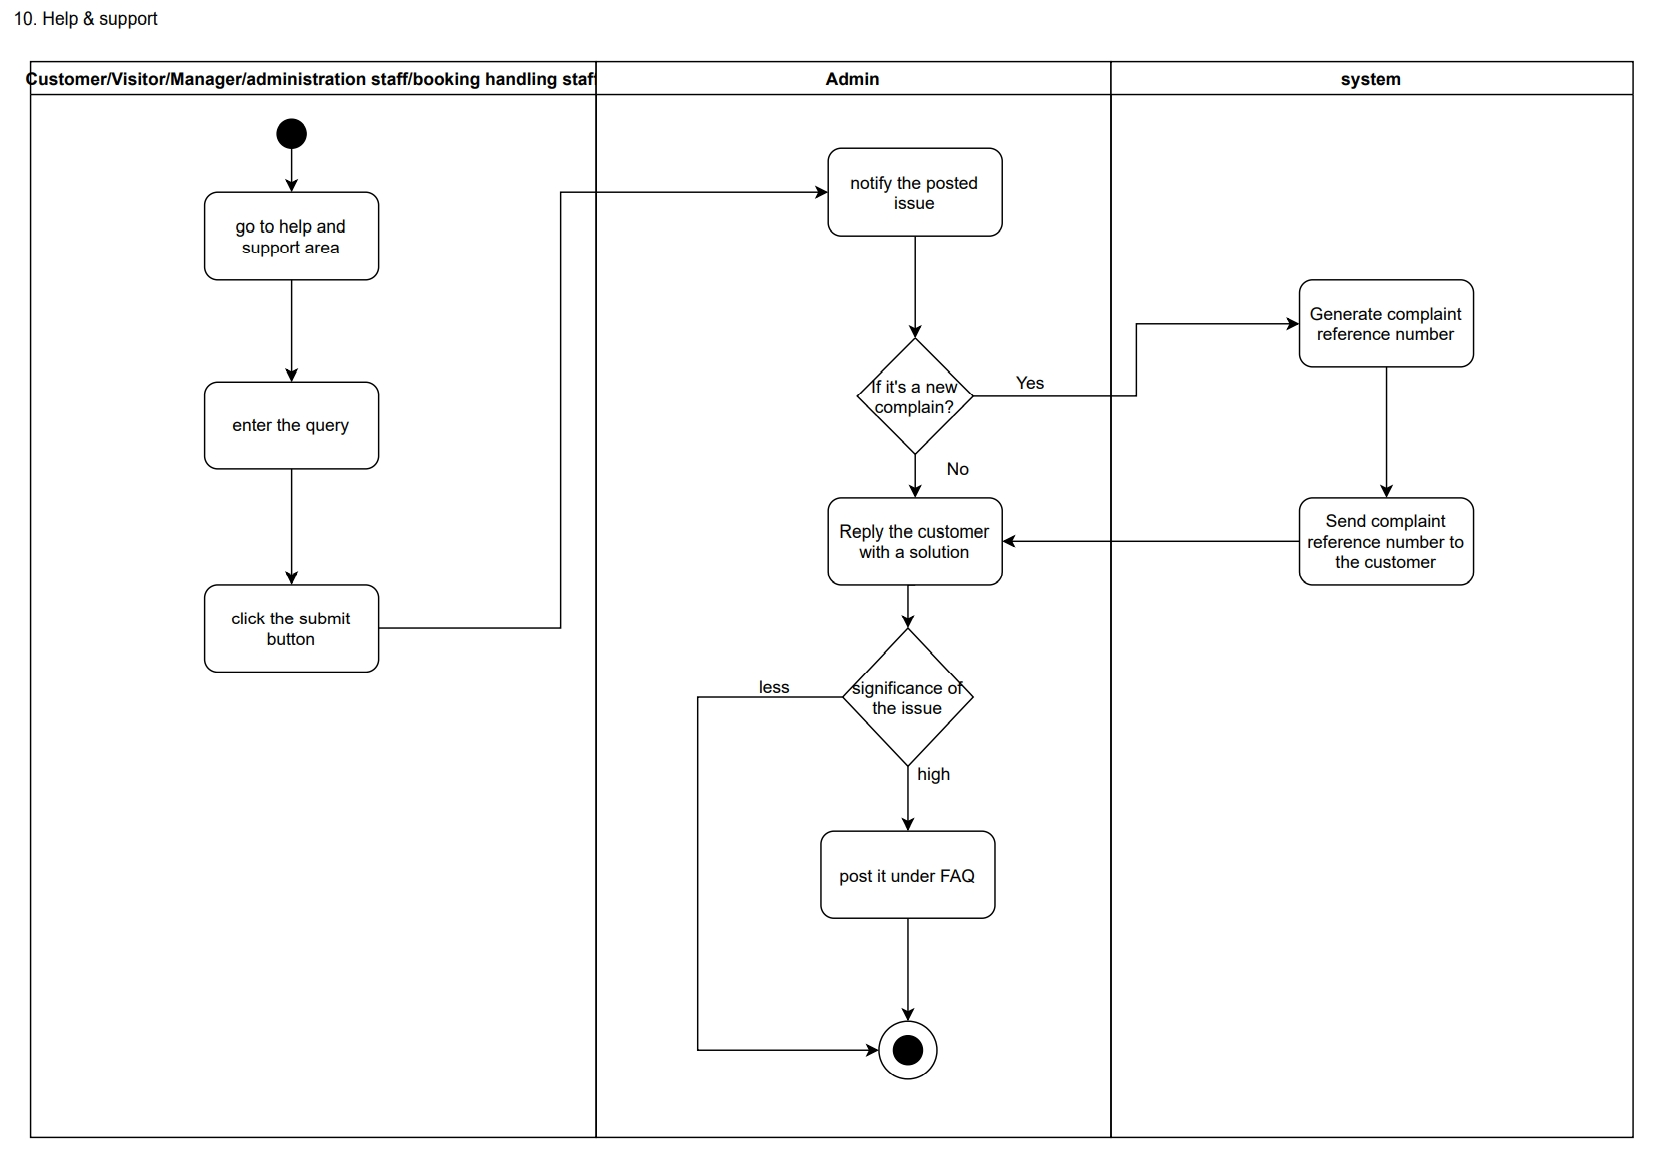 10. Help & support
Customer/Visitor/Manager/administration staff/booking handling staff
Admin
system
go to help and
support area
enter the query
click the submit
button
notify the posted
issue
If it's a new
complain?
Yes
No
Generate complaint
reference number
Send complaint
reference number to
the customer
Reply the customer
with a solution
significance of
the issue
less
high
post it under FAQ